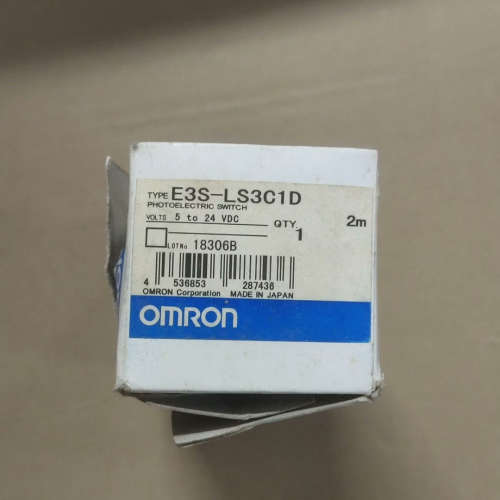 TYPE E3S-LS3C1D
PHOTOELECTRIC SWITCH
VOLTS 5 to 24 VDC QTY 1 2m
LOT No 18306B
4 536853 287436
OMRON Corporation MADE IN JAPAN
OMRON